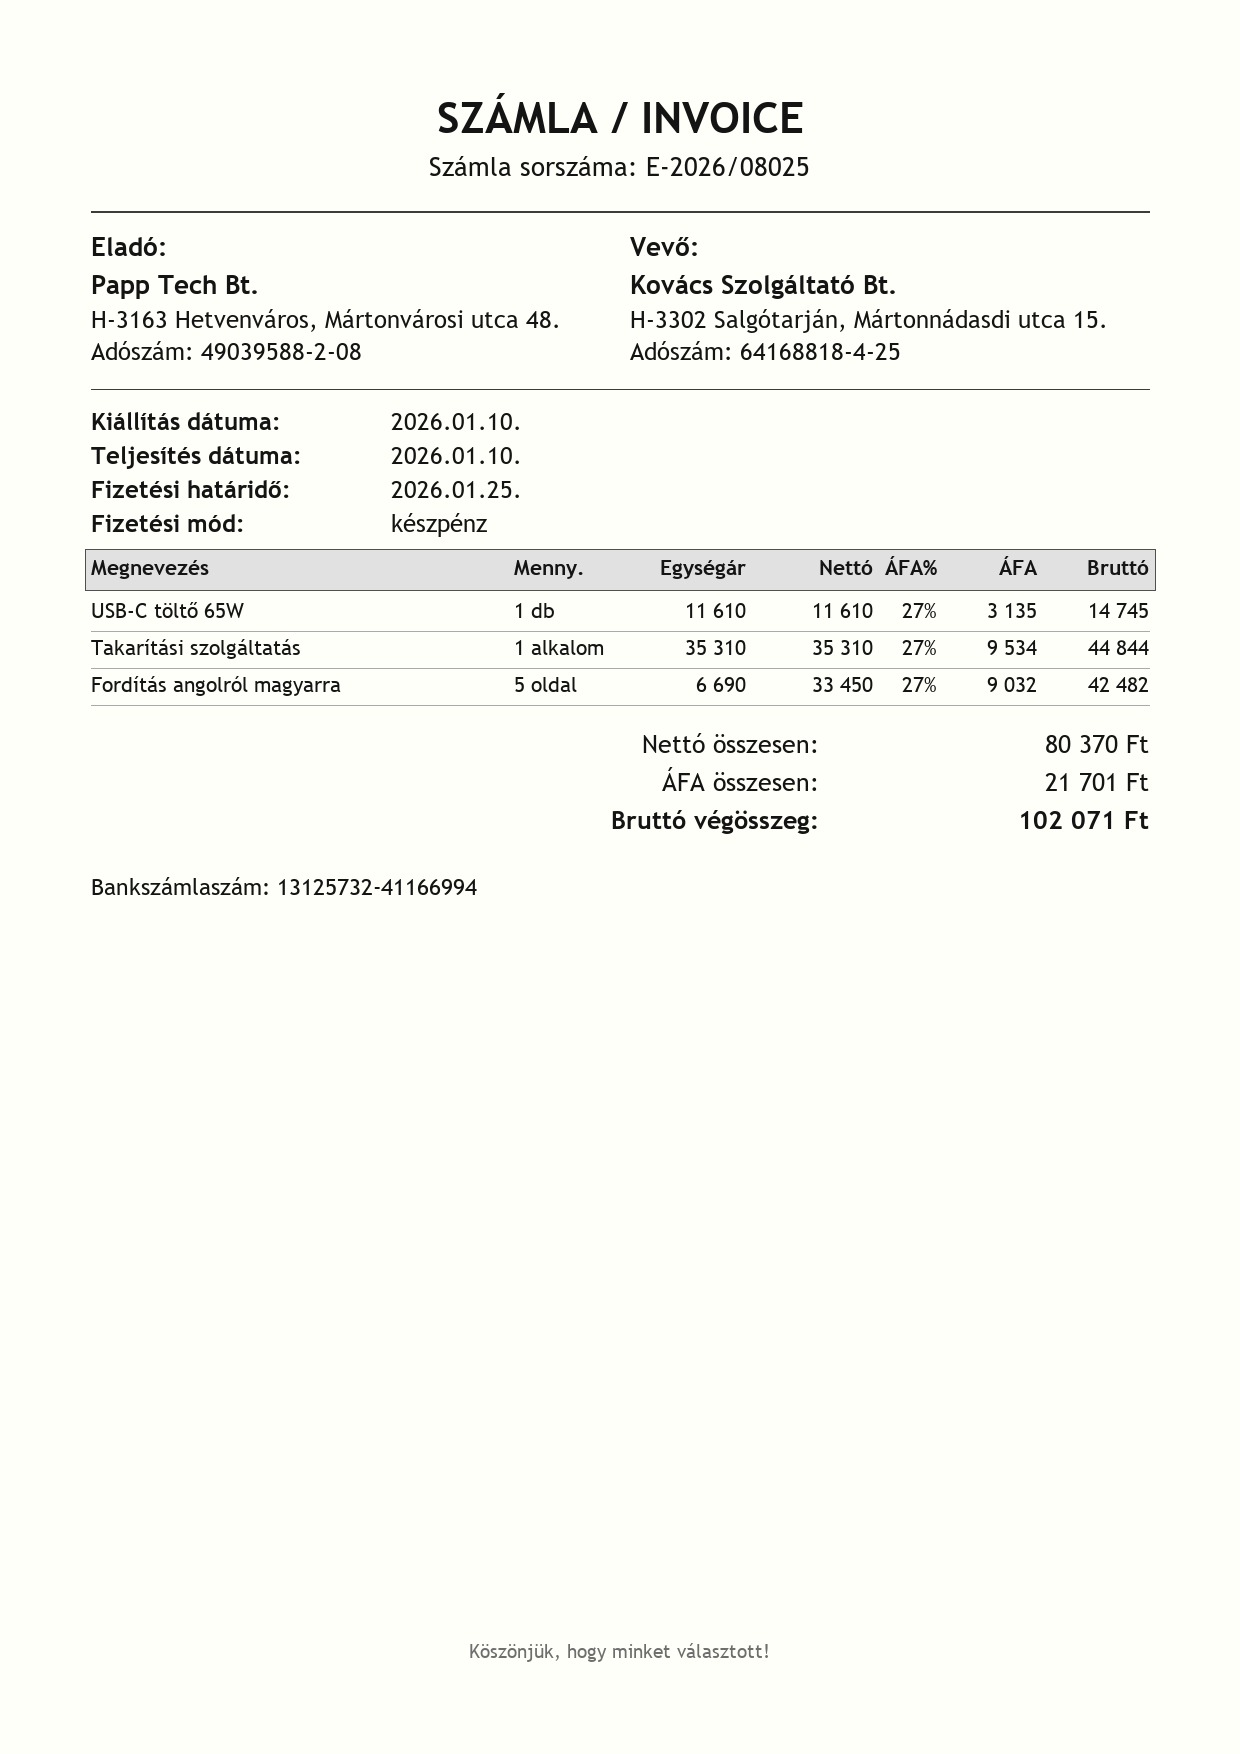 SZÁMLA / INVOICE
Számla sorszáma: E-2026/08025
Eladó:
Papp Tech Bt.
H-3163 Hetvenváros, Mártonvárosi utca 48.
Adószám: 49039588-2-08
Vevő:
Kovács Szolgáltató Bt.
H-3302 Salgótarján, Mártonnádasdi utca 15.
Adószám: 64168818-4-25
Kiállítás dátuma: 2026.01.10.
Teljesítés dátuma: 2026.01.10.
Fizetési határidő: 2026.01.25.
Fizetési mód: készpénz
Megnevezés Menny. Egységár Nettó ÁFA% ÁFA Bruttó
USB-C töltő 65W 1 db 11 610 11 610 27% 3 135 14 745
Takarítási szolgáltatás 1 alkalom 35 310 35 310 27% 9 534 44 844
Fordítás angolról magyarra 5 oldal 6 690 33 450 27% 9 032 42 482
Nettó összesen: 80 370 Ft
ÁFA összesen: 21 701 Ft
Bruttó végösszeg: 102 071 Ft
Bankszámlaszám: 13125732-41166994
Köszönjük, hogy minket választott!